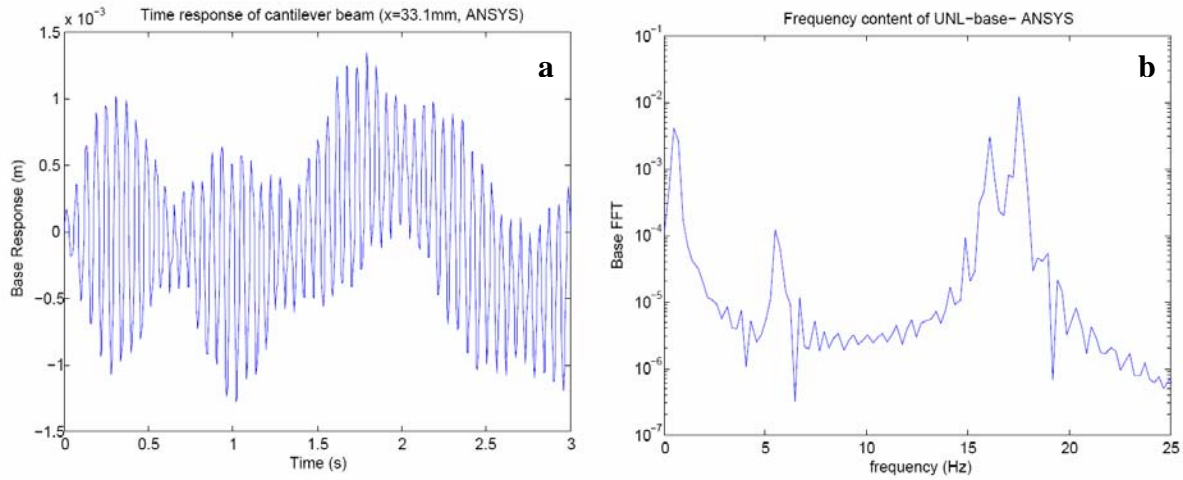 Time response of cantilever beam (x=33.1mm, ANSYS)
x 10⁻³
1.5
1
0.5
0
−0.5
−1
−1.5
Base Response (m)
0 0.5 1 1.5 2 2.5 3
Time (s)
a
Frequency content of UNL−base− ANSYS
10⁻¹
10⁻²
10⁻³
10⁻⁴
10⁻⁵
10⁻⁶
10⁻⁷
Base FFT
0 5 10 15 20 25
frequency (Hz)
b